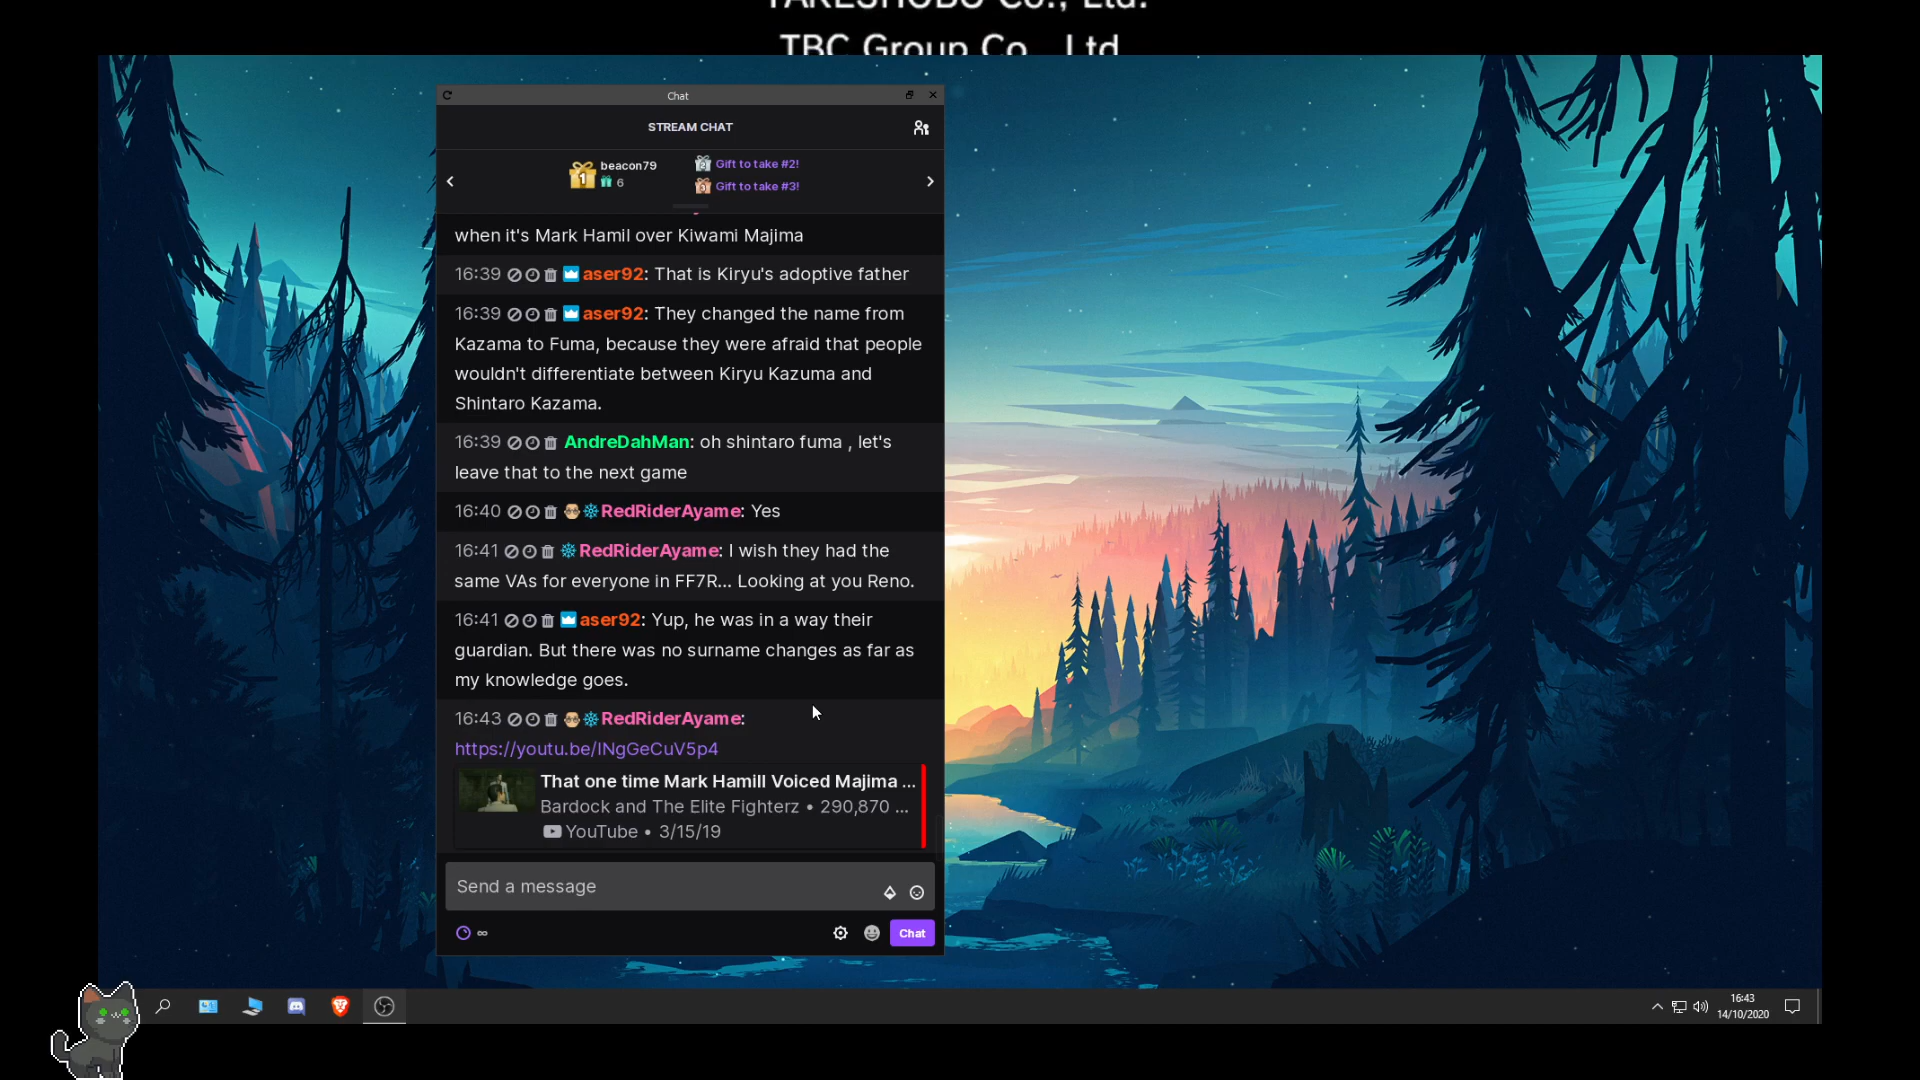 TAKESHOBO Co., Ltd.
TBC Group Co., Ltd.
Chat
STREAM CHAT
1 beacon79
6
2 Gift to take #2!
3 Gift to take #3!
when it's Mark Hamil over Kiwami Majima
16:39 aser92: That is Kiryu's adoptive father
16:39 aser92: They changed the name from
Kazama to Fuma, because they were afraid that people
wouldn't differentiate between Kiryu Kazuma and
Shintaro Kazama.
16:39 AndreDahMan: oh shintaro fuma , let's
leave that to the next game
16:40 RedRiderAyame: Yes
16:41 RedRiderAyame: I wish they had the
same VAs for everyone in FF7R... Looking at you Reno.
16:41 aser92: Yup, he was in a way their
guardian. But there was no surname changes as far as
my knowledge goes.
16:43 RedRiderAyame:
https://youtu.be/INgGeCuV5p4
That one time Mark Hamill Voiced Majima ...
Bardock and The Elite Fighterz • 290,870 ...
YouTube • 3/15/19
Send a message
∞
Chat
16:43
14/10/2020